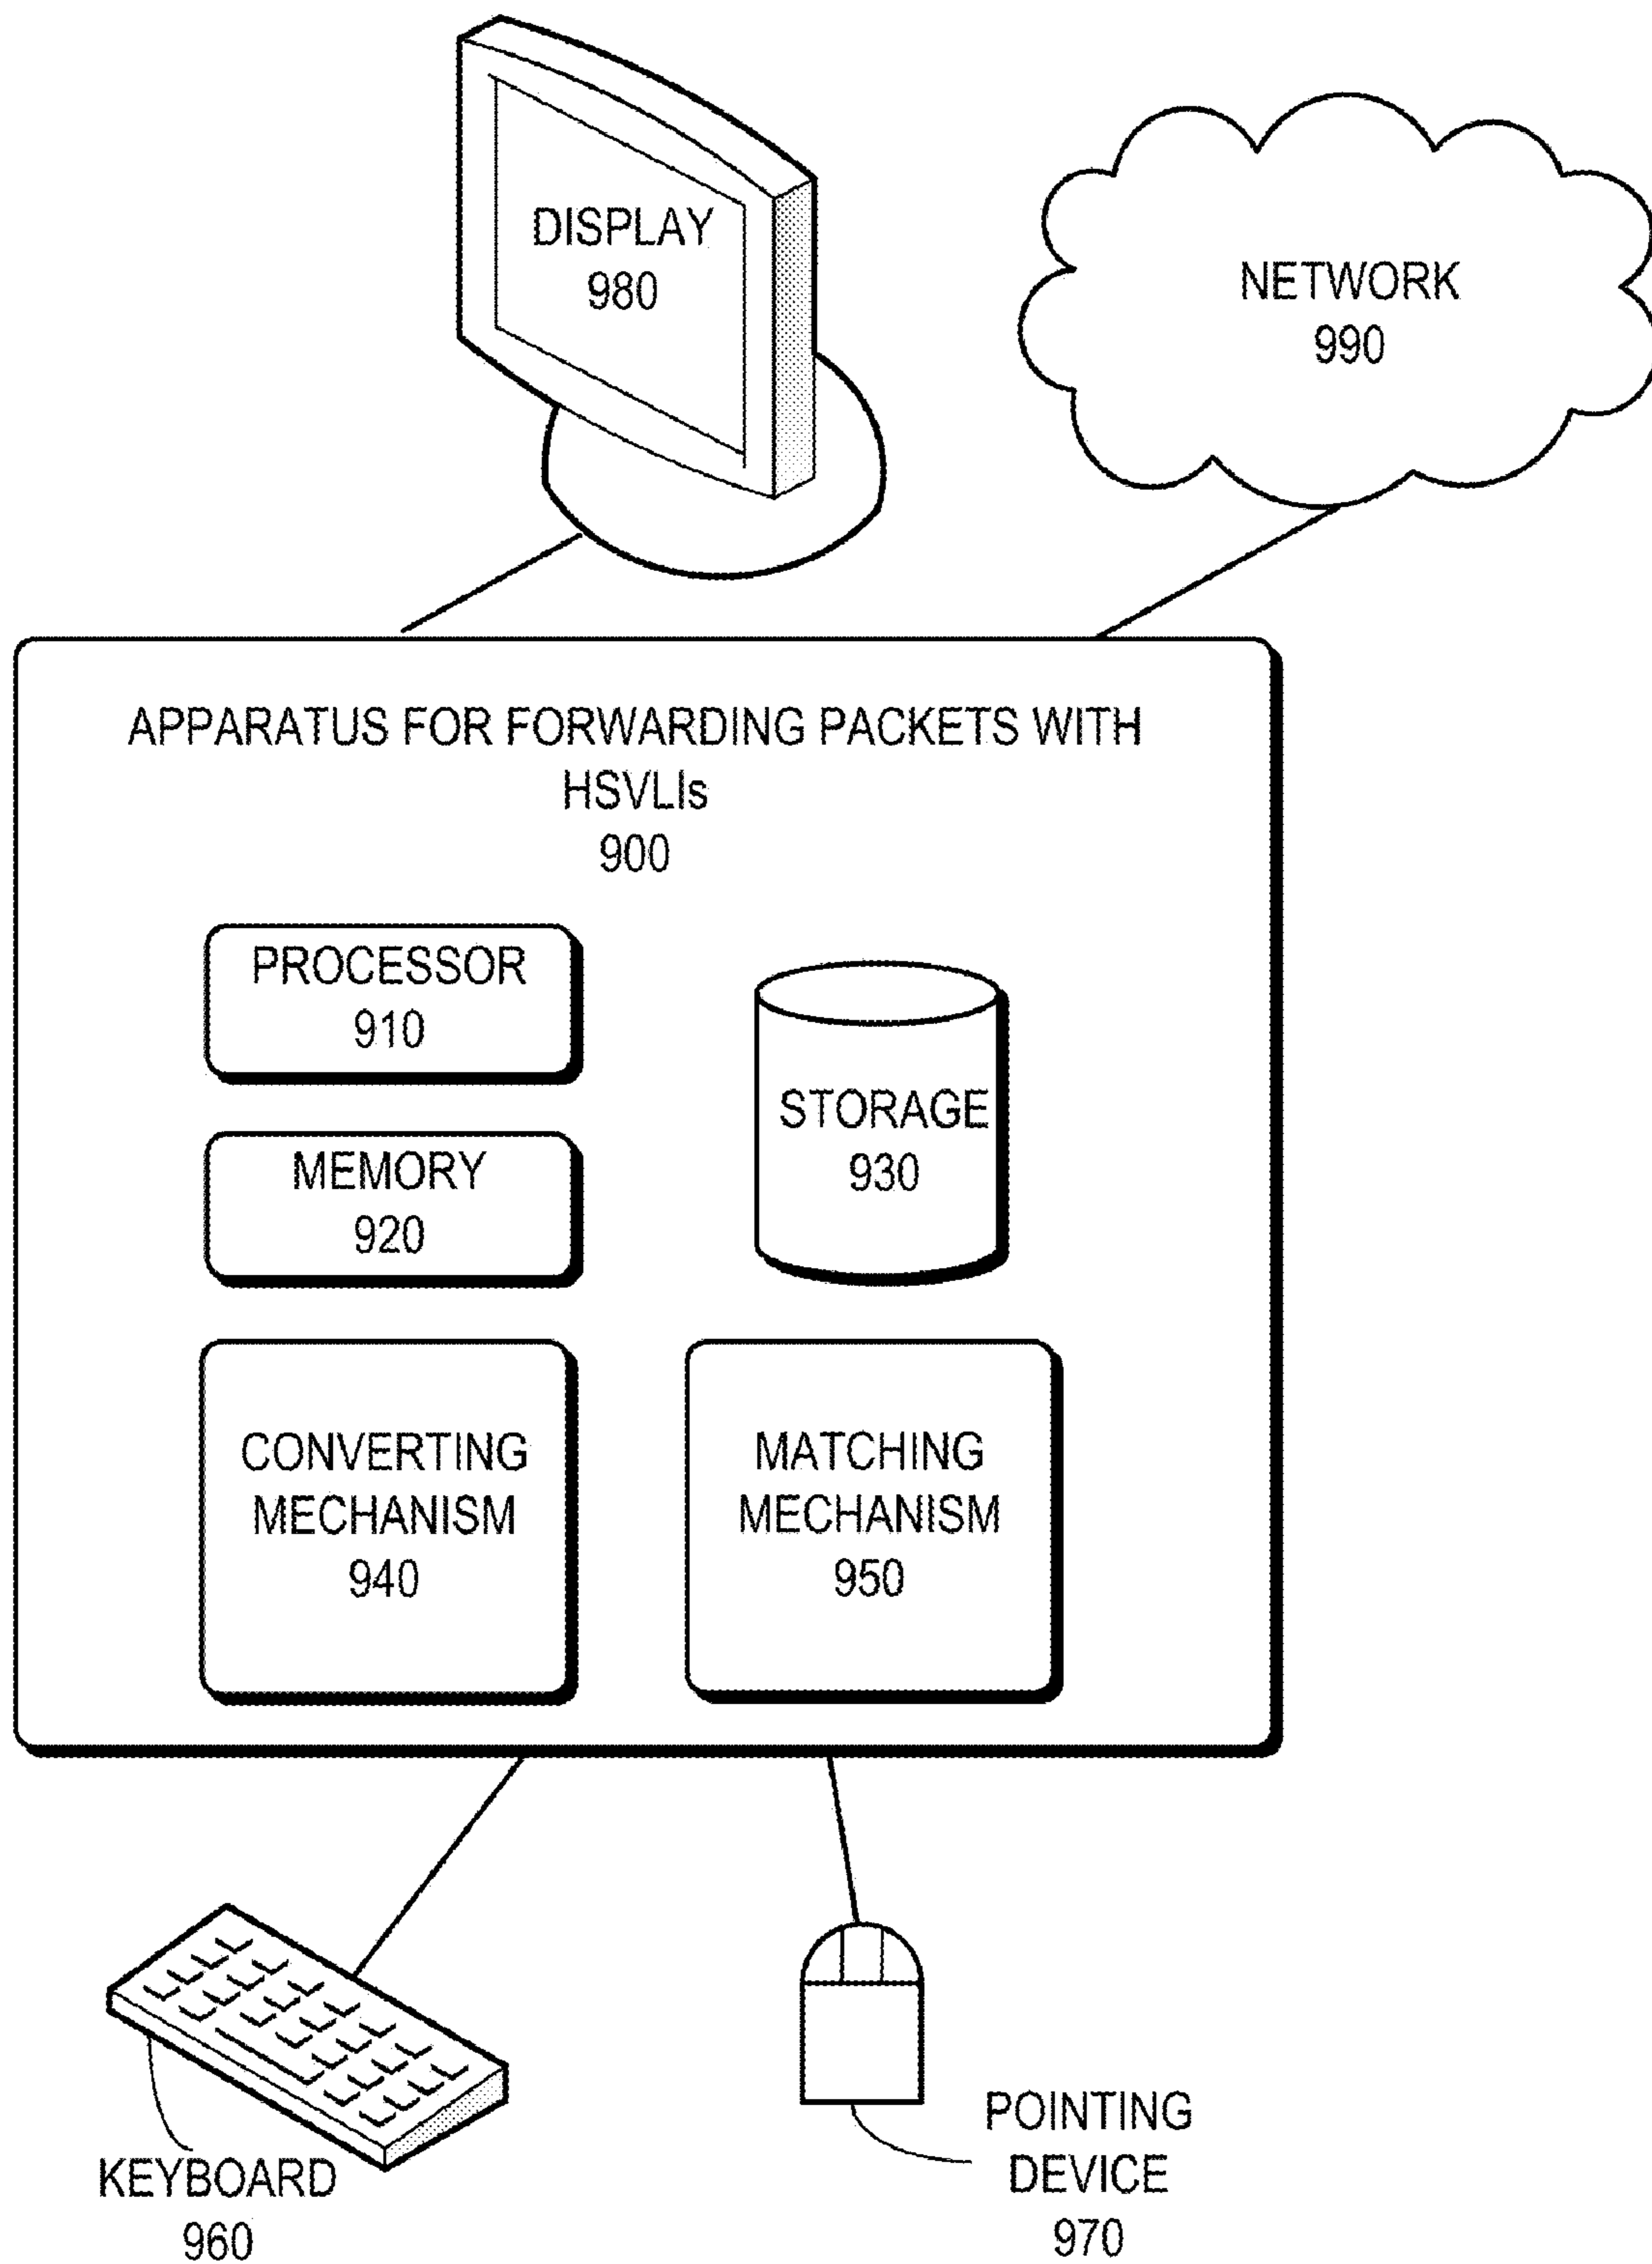 DISPLAY
980
NETWORK
990
APPARATUS FOR FORWARDING PACKETS WITH
HSVLIs
900
PROCESSOR
910
STORAGE
930
MEMORY
920
CONVERTING
MECHANISM
940
MATCHING
MECHANISM
950
KEYBOARD
960
POINTING
DEVICE
970